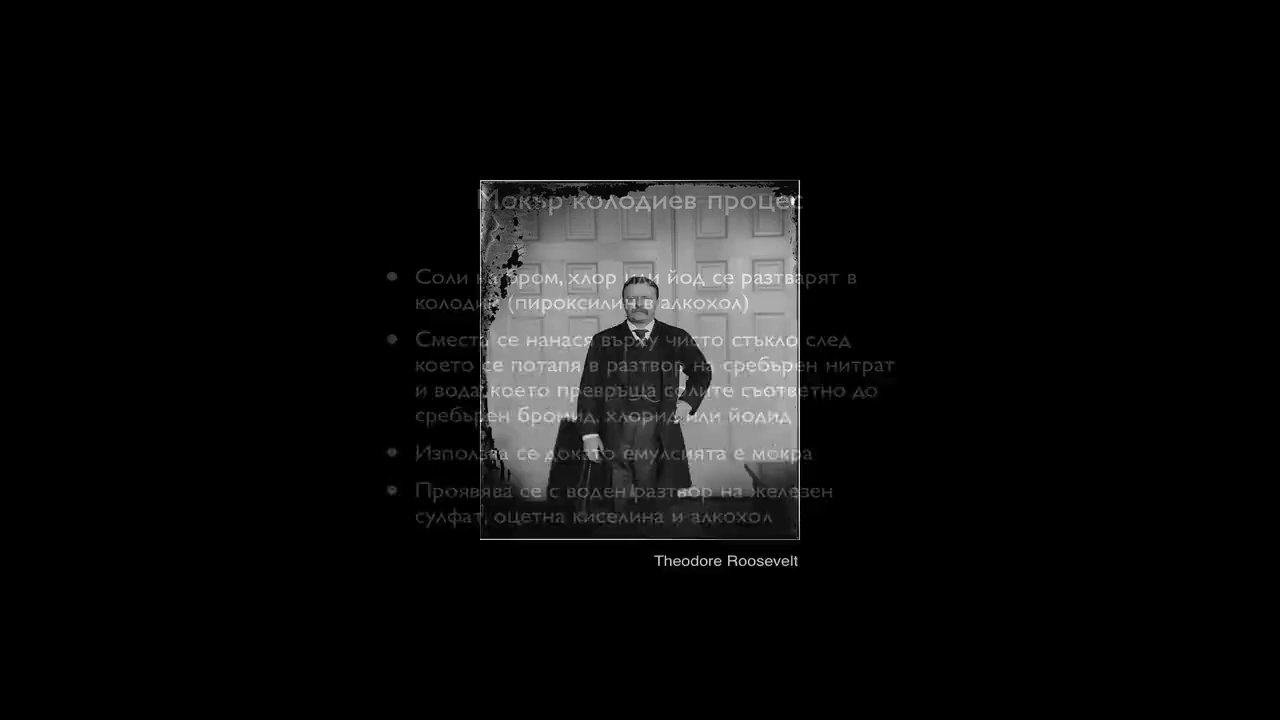 Мокър колодиев процес
Соли на бром, хлор или йод се разтварят в
колодий (пироксилин в алкохол)
Сместа се нанася върху чисто стъкло след
което се потапя в разтвор на сребърен нитрат
и вода, което превръща солите съответно до
сребърен бромид, хлорид или йодид
Използва се докато емулсията е мокра
Проявява се с воден разтвор на железен
сулфат, оцетна киселина и алкохол
Theodore Roosevelt